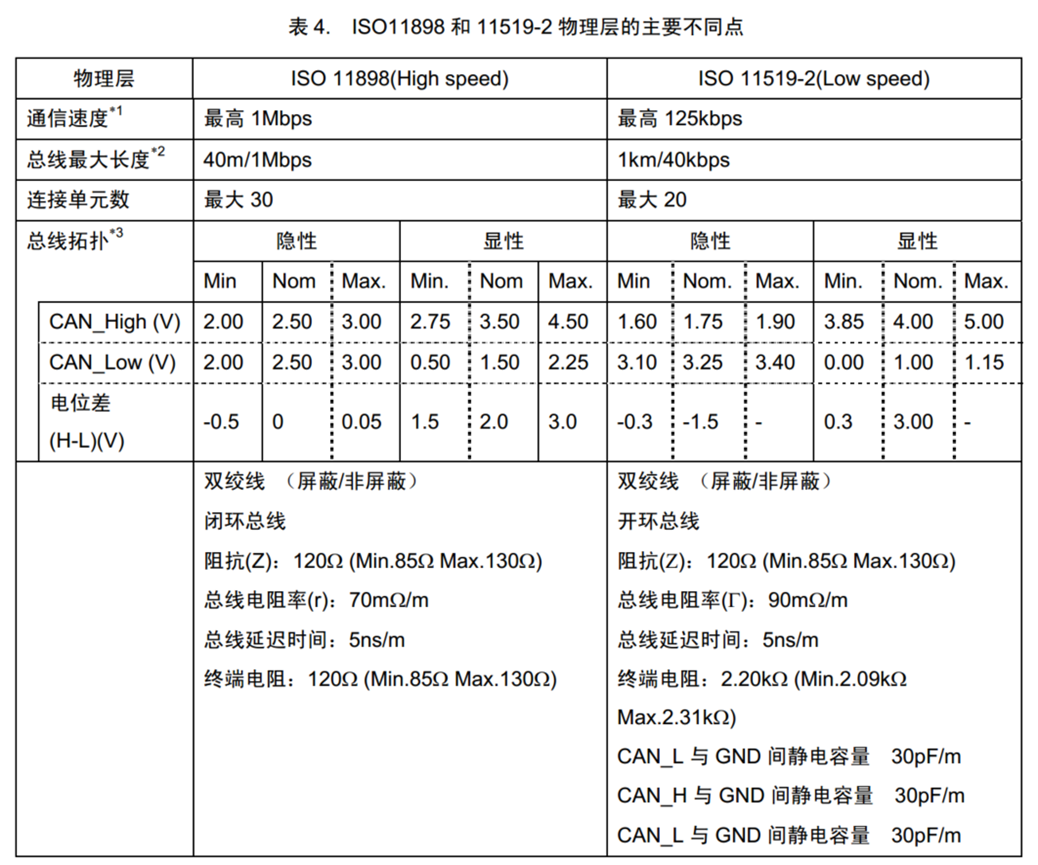 表 4. ISO11898 和 11519-2 物理层的主要不同点
物理层 ISO 11898(High speed) ISO 11519-2(Low speed)
通信速度*1 最高 1Mbps 最高 125kbps
总线最大长度*2 40m/1Mbps 1km/40kbps
连接单元数 最大 30 最大 20
总线拓扑*3 隐性 显性 隐性 显性
Min Nom Max. Min. Nom Max. Min Nom. Max. Min. Nom. Max.
CAN_High (V) 2.00 2.50 3.00 2.75 3.50 4.50 1.60 1.75 1.90 3.85 4.00 5.00
CAN_Low (V) 2.00 2.50 3.00 0.50 1.50 2.25 3.10 3.25 3.40 0.00 1.00 1.15
电位差
(H-L)(V) -0.5 0 0.05 1.5 2.0 3.0 -0.3 -1.5 - 0.3 3.00 -
双绞线 （屏蔽/非屏蔽）
闭环总线
阻抗(Z)：120Ω (Min.85Ω Max.130Ω)
总线电阻率(r)：70mΩ/m
总线延迟时间：5ns/m
终端电阻：120Ω (Min.85Ω Max.130Ω)
双绞线 （屏蔽/非屏蔽）
开环总线
阻抗(Z)：120Ω (Min.85Ω Max.130Ω)
总线电阻率(Γ)：90mΩ/m
总线延迟时间：5ns/m
终端电阻：2.20kΩ (Min.2.09kΩ
Max.2.31kΩ)
CAN_L 与 GND 间静电容量 30pF/m
CAN_H 与 GND 间静电容量 30pF/m
CAN_L 与 GND 间静电容量 30pF/m